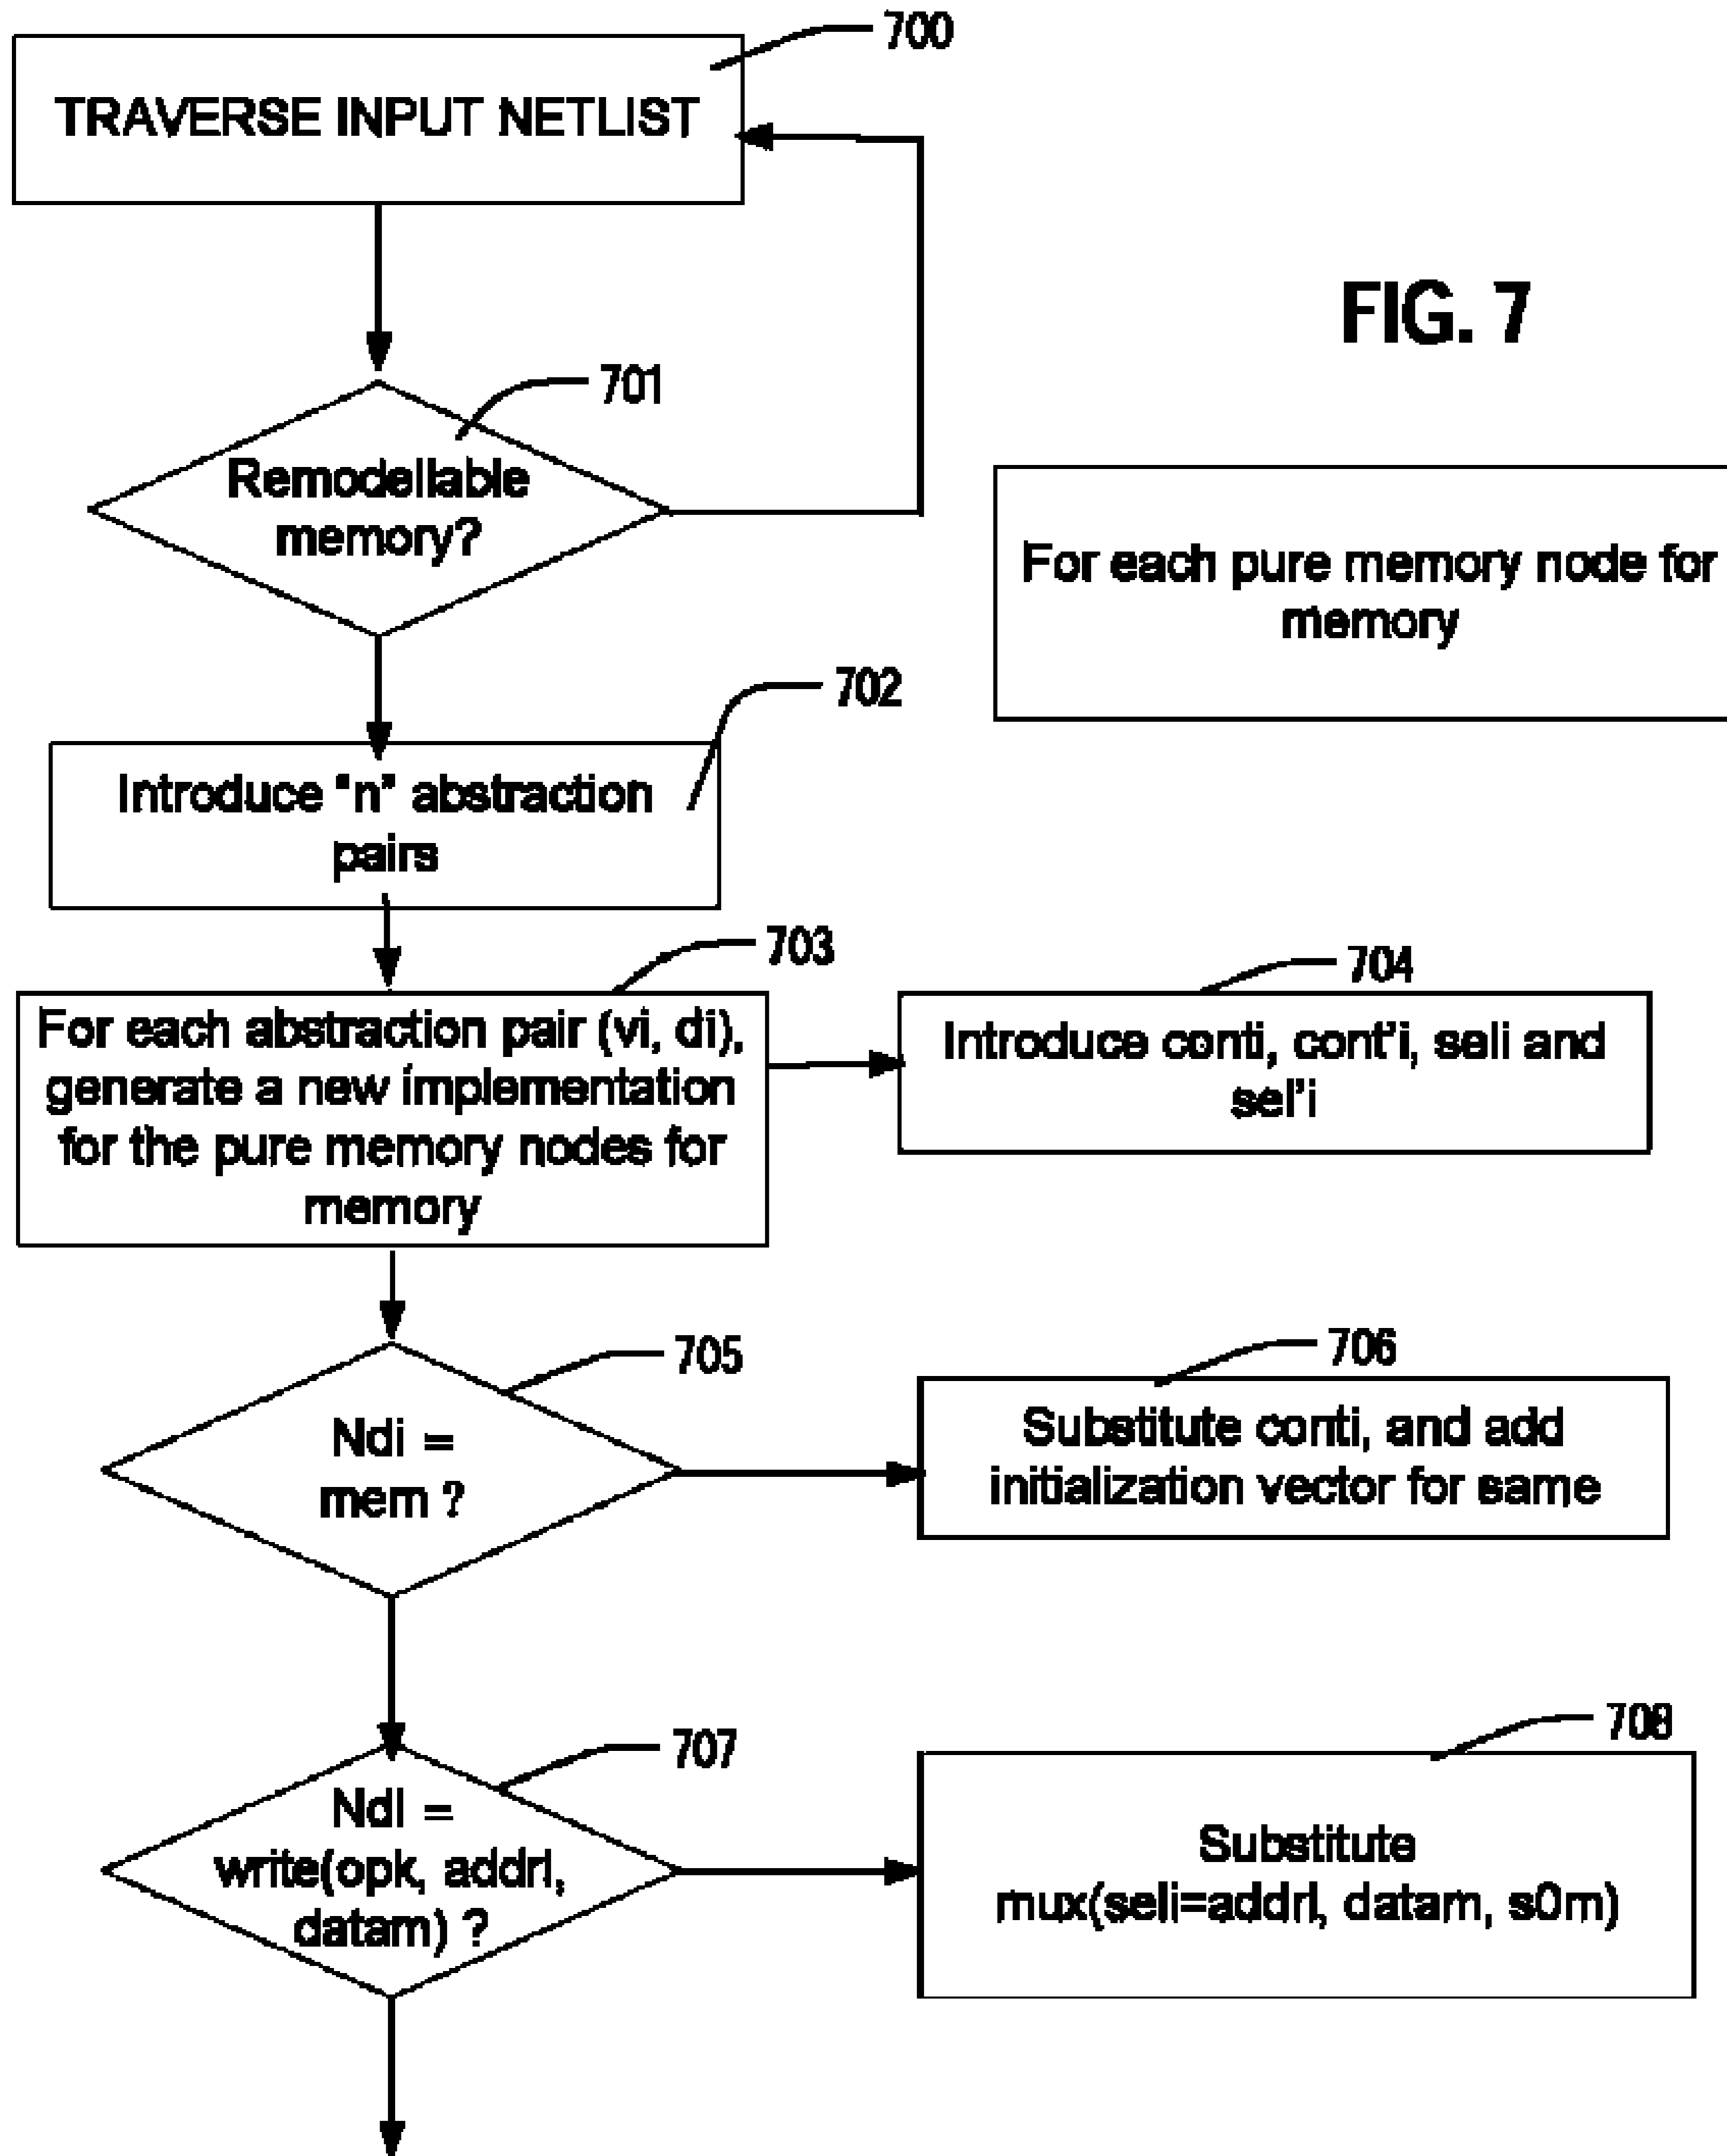 700
TRAVERSE INPUT NETLIST
FIG. 7
701
Remodellable
memory?
For each pure memory node for
memory
702
Introduce "n" abstraction
pairs
703
For each abstraction pair (vi, di),
generate a new implementation
for the pure memory nodes for
memory
704
Introduce conti, cont'i, seli and
sel'i
705
Ndi =
mem ?
706
Substitute conti, and add
initialization vector for same
707
Ndi =
write(opk, addrl,
datam) ?
708
Substitute
mux(seli=addrl, datam, s0m)